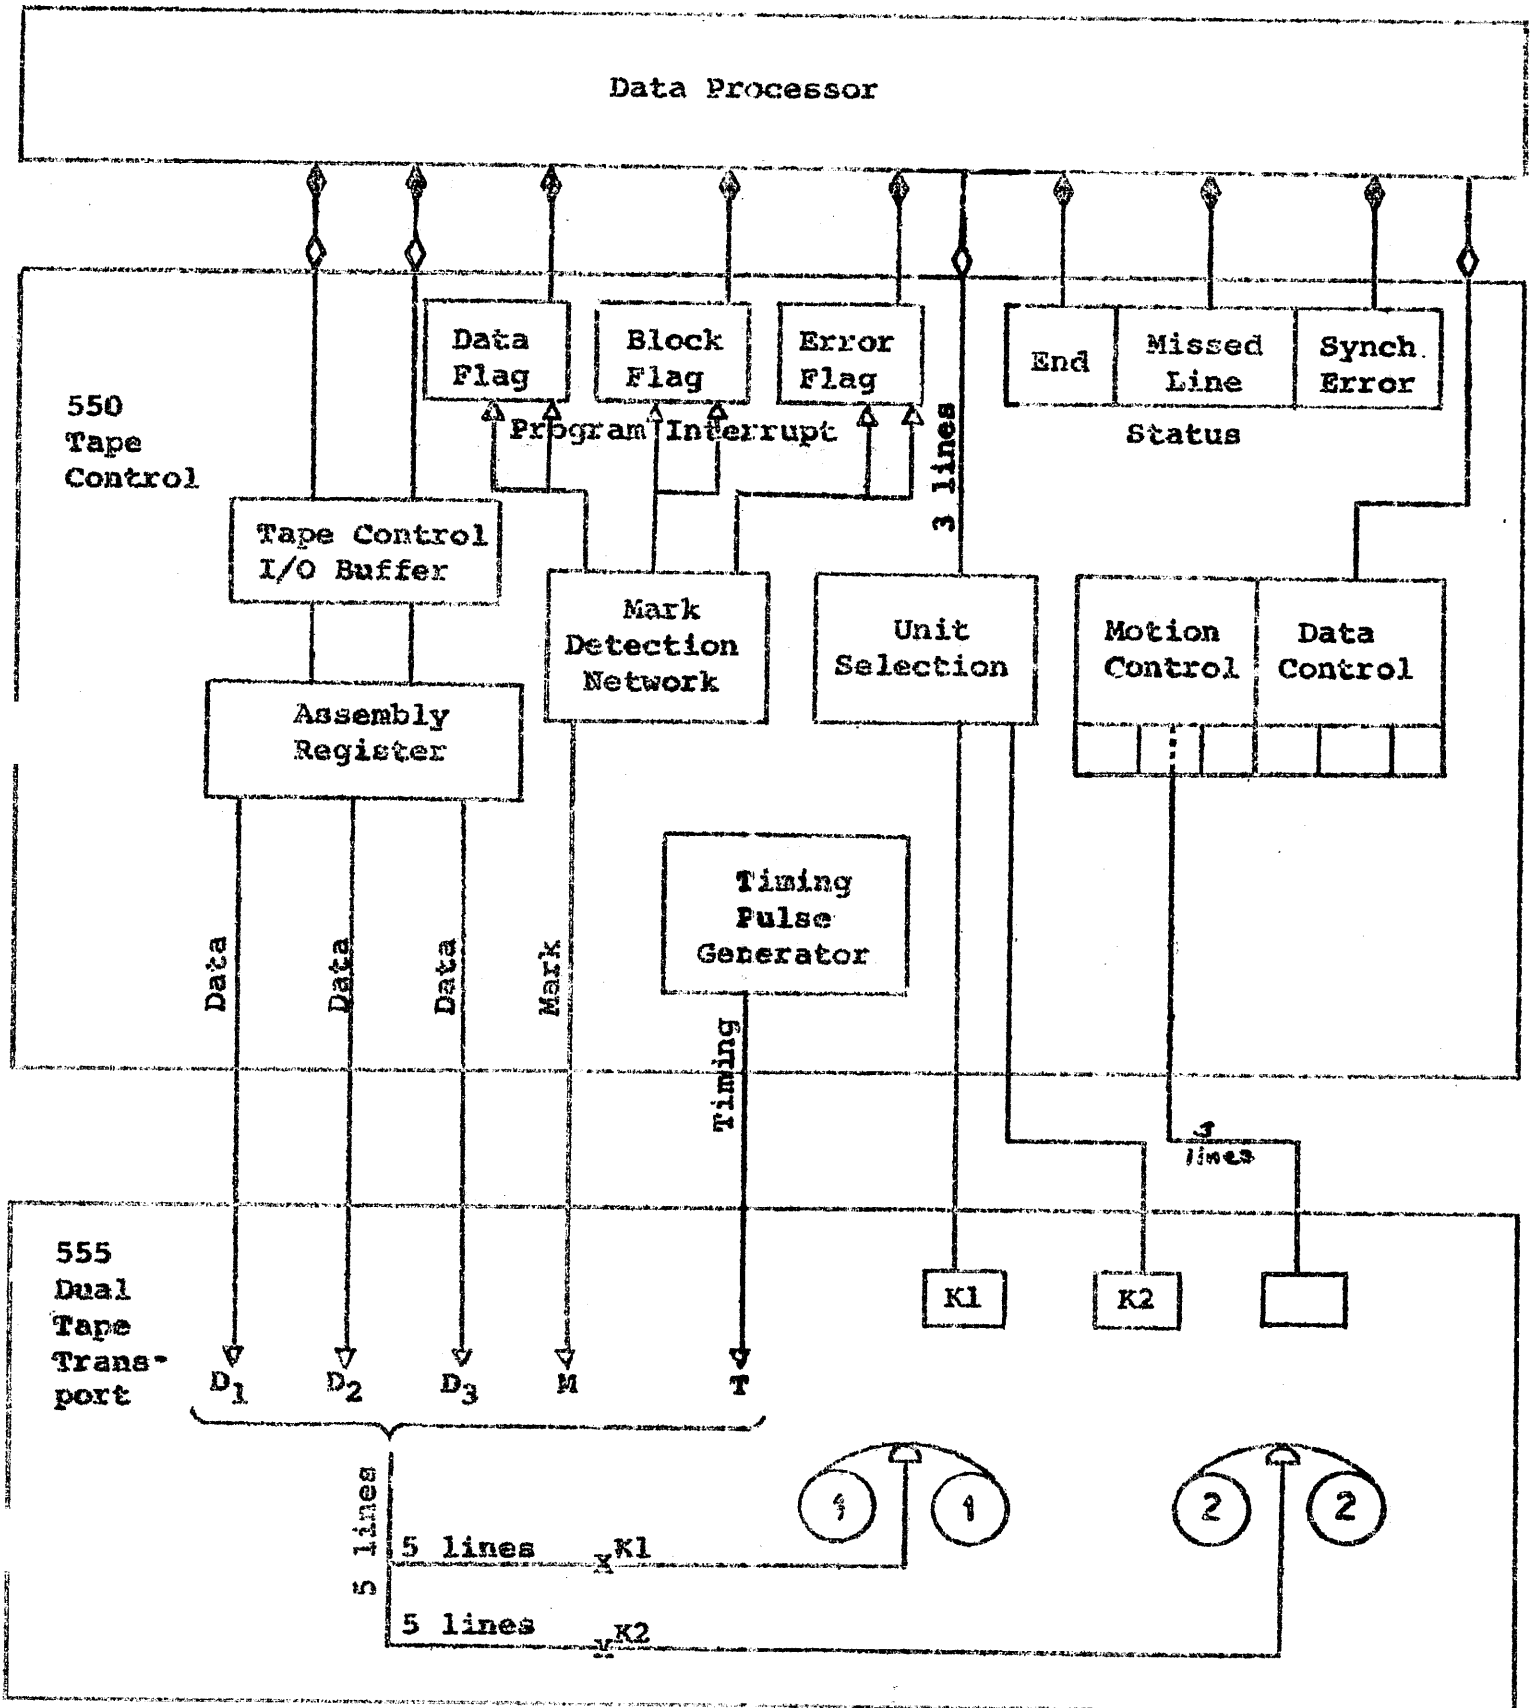 Data Processor
Data
Flag
Block
Flag
Error
Flag
End
Missed
Line
Synch.
Error
550
Tape
Control
Program Interrupt
3 lines
Status
Tape Control
I/O Buffer
Mark
Detection
Network
Unit
Selection
Motion
Control
Data
Control
Assembly
Register
Timing
Pulse
Generator
Data
Data
Data
Mark
Timing
3
lines
555
Dual
Tape
Trans-
port
K1
K2
D1
D2
D3
M
T
5 lines
1
1
2
2
5 lines
x K1
5 lines
x K2